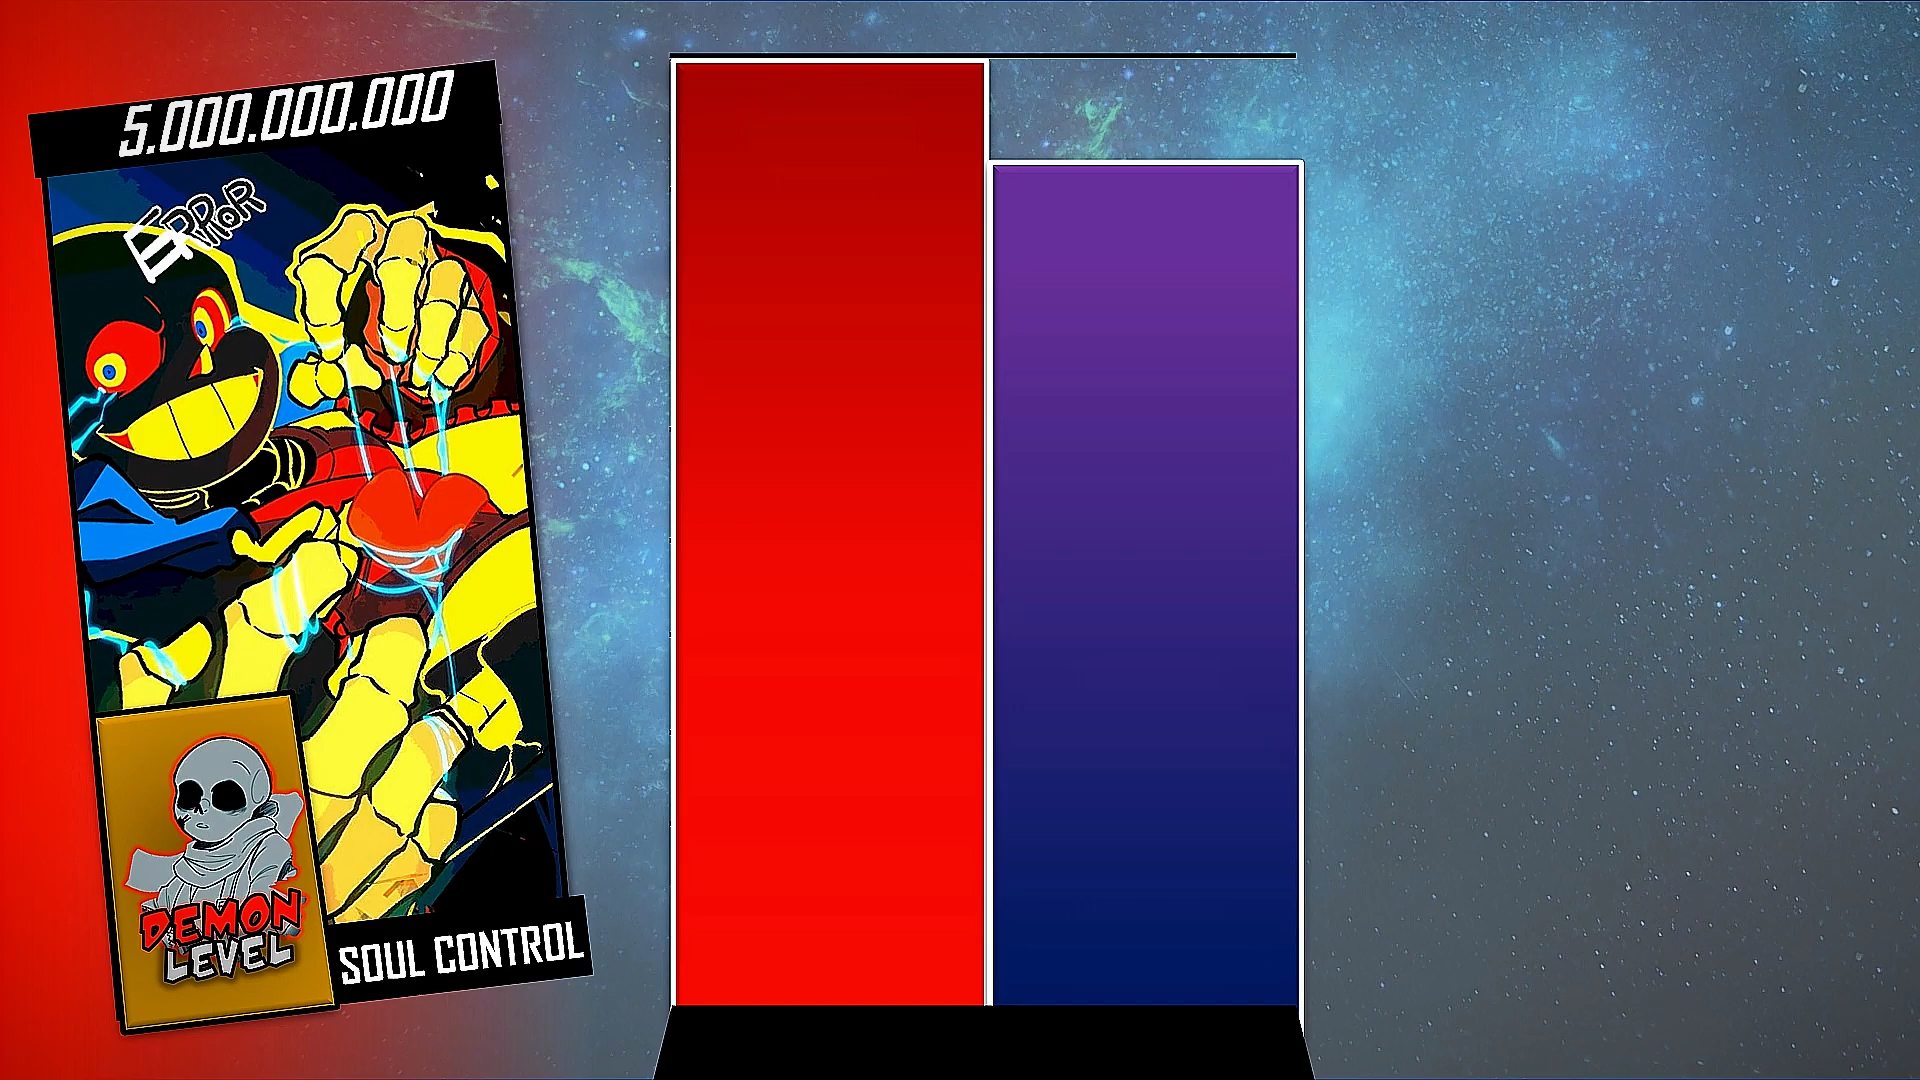 5.000.000.000
ERROR
DEMON
LEVEL
SOUL CONTROL